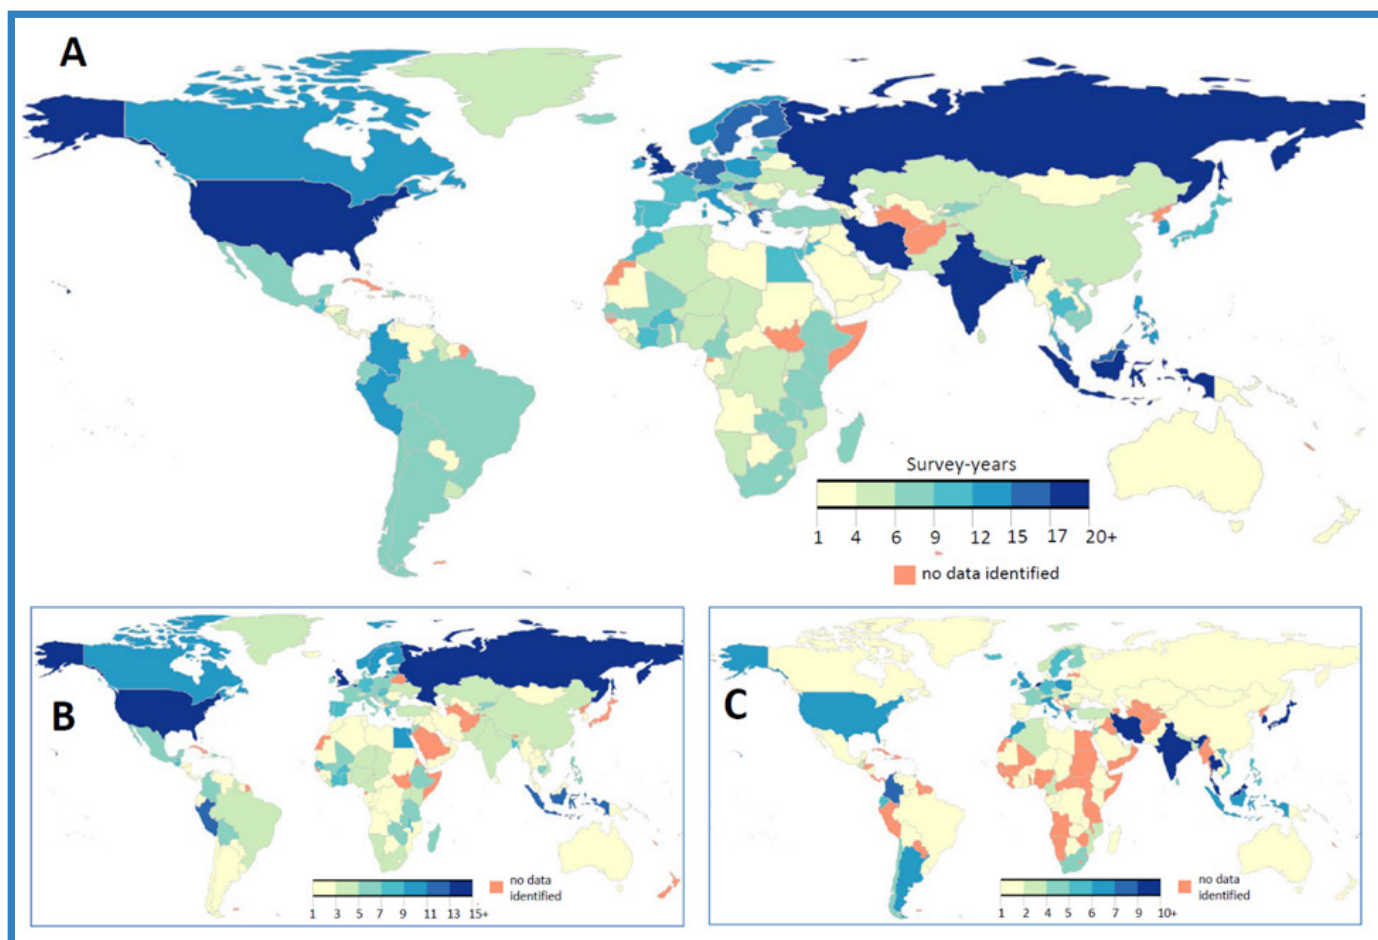 A
Survey-years
1 4 6 9 12 15 17 20+
no data identified
B
1 3 5 7 9 11 13 15+
no data
identified
C
1 2 4 5 6 7 9 10+
no data
identified